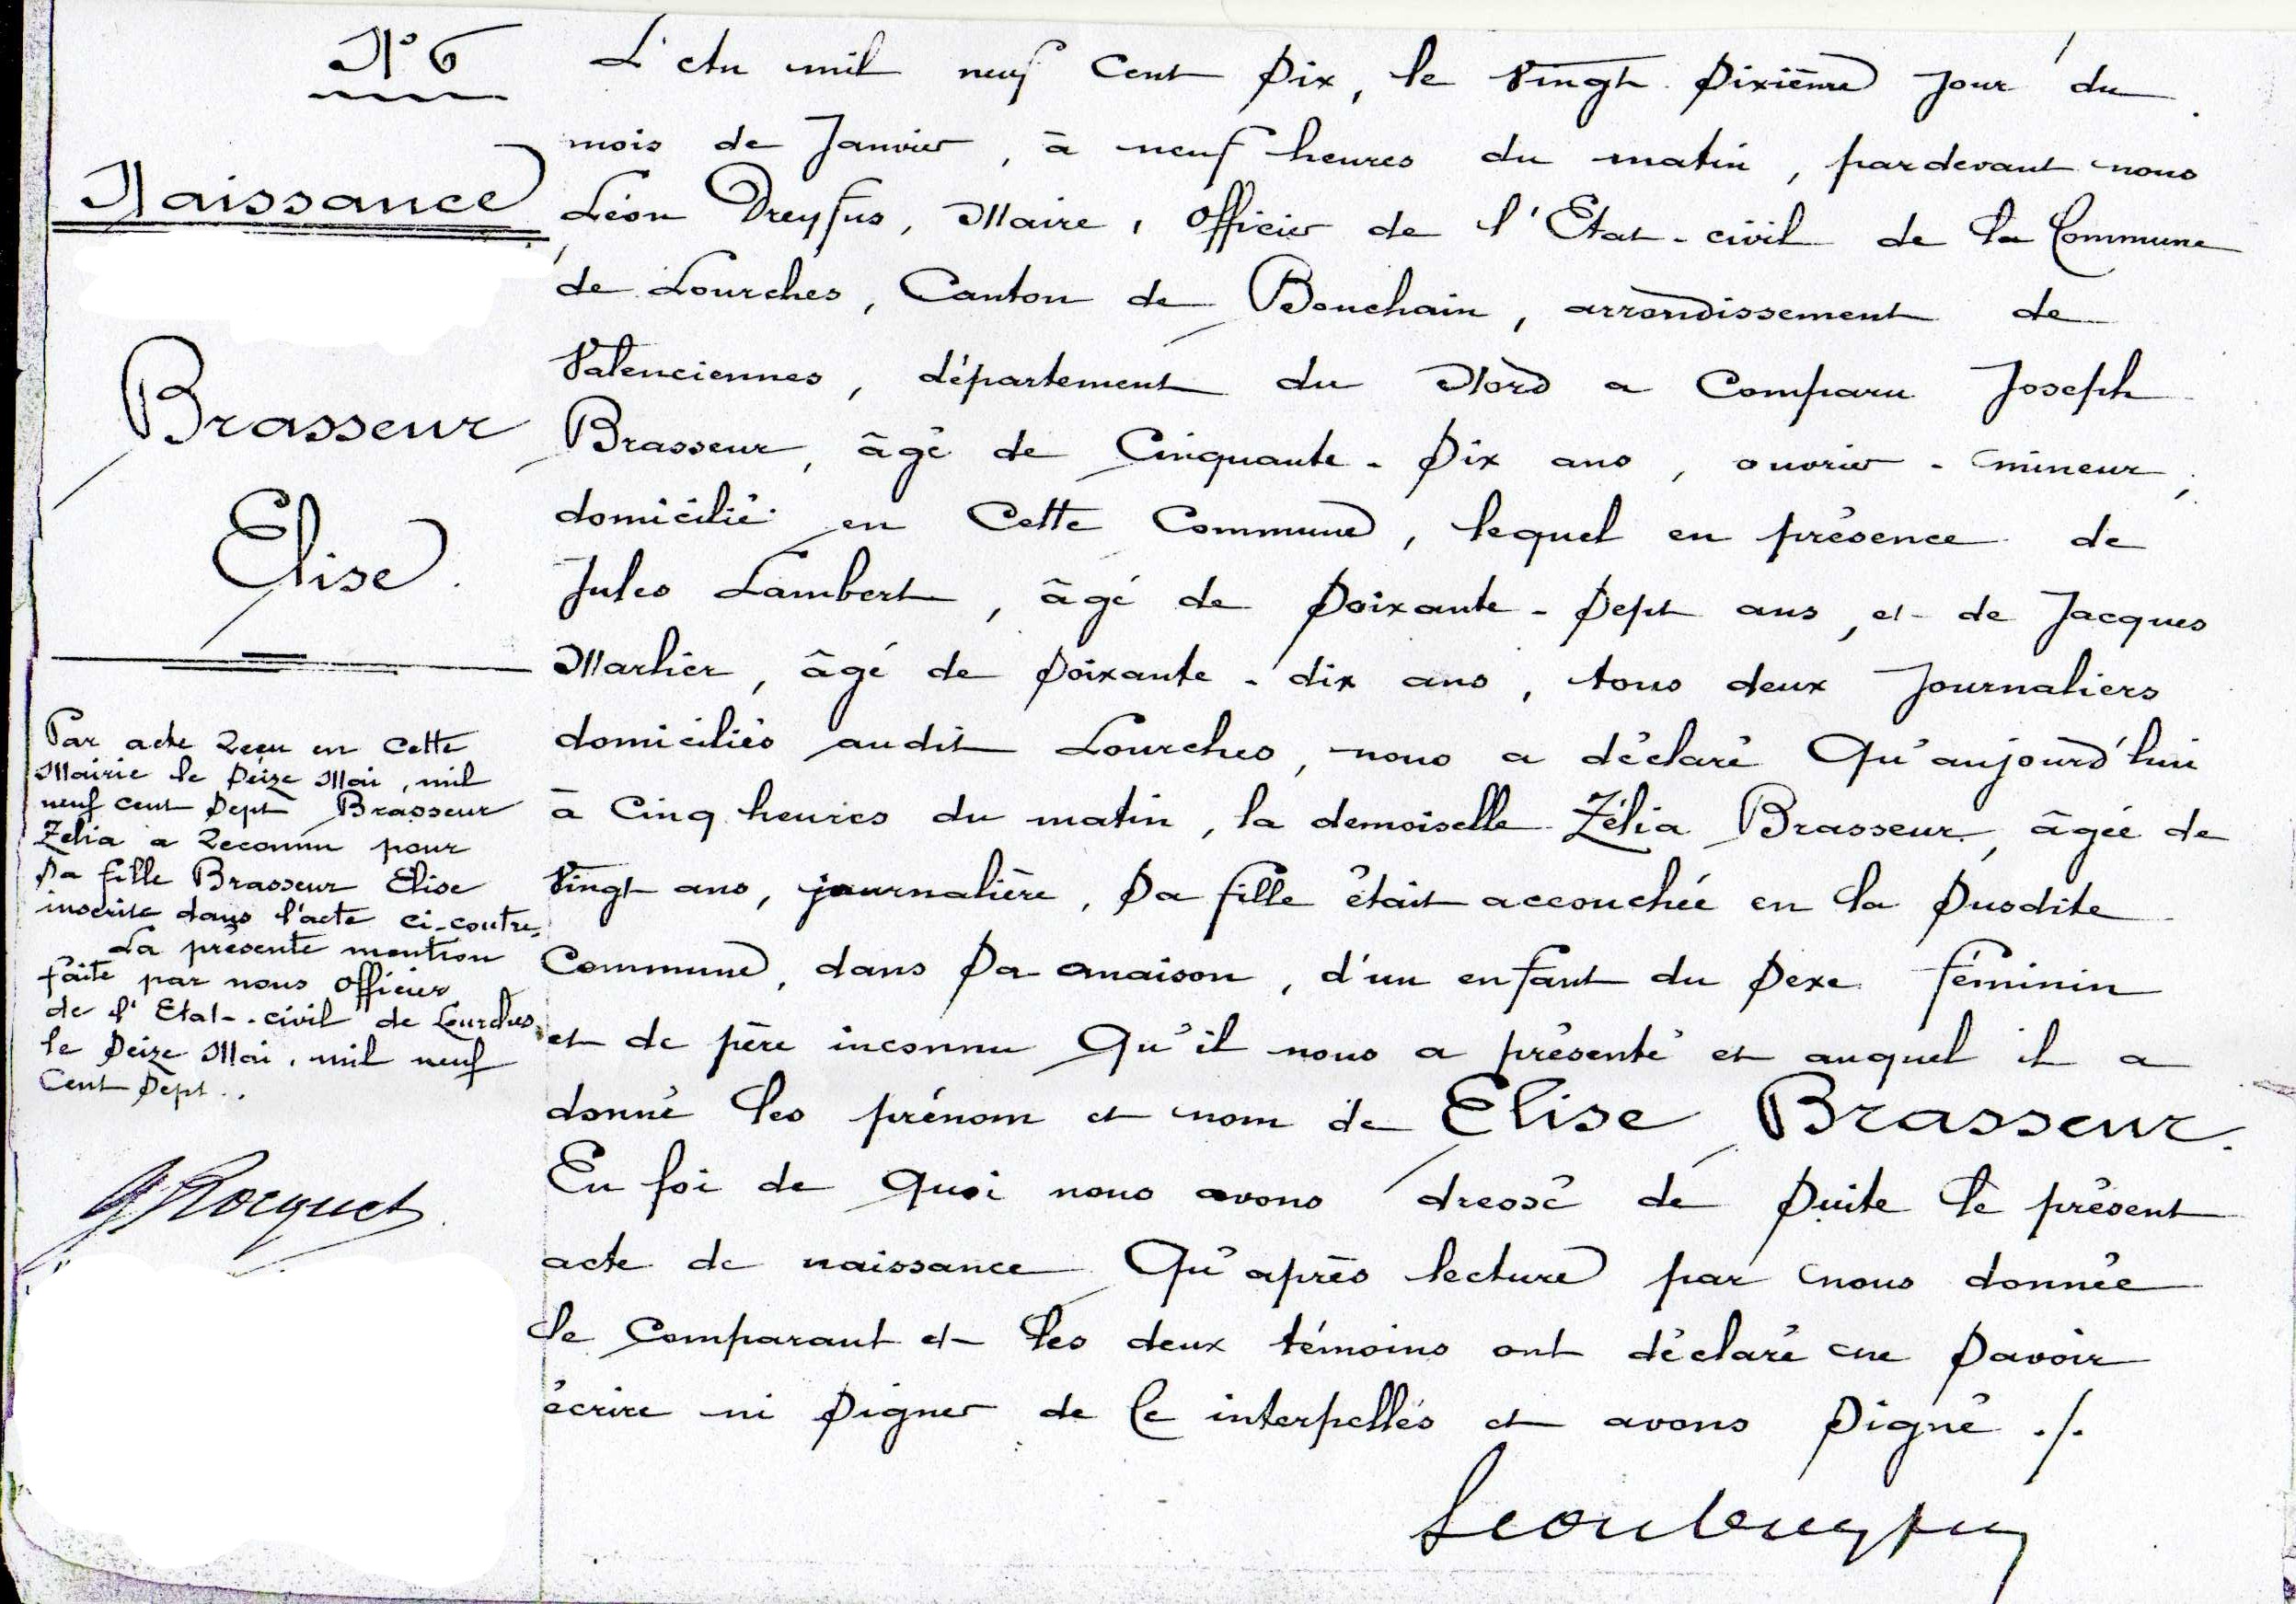 N° 6
Naissance
Brasseur
Elise
Par acte Reçu en cette
Mairie le Seize Mai, mil
neuf cent Sept Brasseur
Zélia a Reconnu pour
Sa fille Brasseur Elise
inscrite dans l'acte ci-contre.
La présente mention
faite par nous Officier
de l'Etat-civil de Lourches
le Seize Mai, mil neuf
Cent Sept..
Rocquet
L'an mil neuf Cent Six, le Vingt Sixième Jour du
mois de Janvier, à neuf heures du matin, pardevant nous
Léon Dreyfus, Maire, Officier de l'Etat-civil de la Commune
de Lourches, Canton de Bouchain, arrondissement de
Valenciennes, département du Nord a Comparu Joseph
Brasseur, âgé de Cinquante-Six ans, ouvrier-mineur,
domicilié en Cette Commune, lequel en présence de
Jules Lambert, âgé de Soixante-Sept ans, et de Jacques
Marlier, âgé de Soixante-dix ans, tous deux Journaliers
domiciliés audit Lourches, nous a déclaré Qu'aujourd'hui
à Cinq heures du matin, la demoiselle Zélia Brasseur, âgée de
Vingt ans, journalière, Sa fille était accouchée en la Susdite
Commune, dans Sa maison, d'un enfant du Sexe féminin
et de père inconnu Qu'il nous a présenté et auquel il a
donné les prénom et nom de Elise Brasseur.
En foi de Quoi nous avons dressé de Suite le présent
acte de naissance Qu'après lecture par nous donnée
le Comparant et les deux témoins ont déclaré ne Savoir
écrire ni Signer de Ce interpellés et avons Signé ./.
Leon Dreyfus